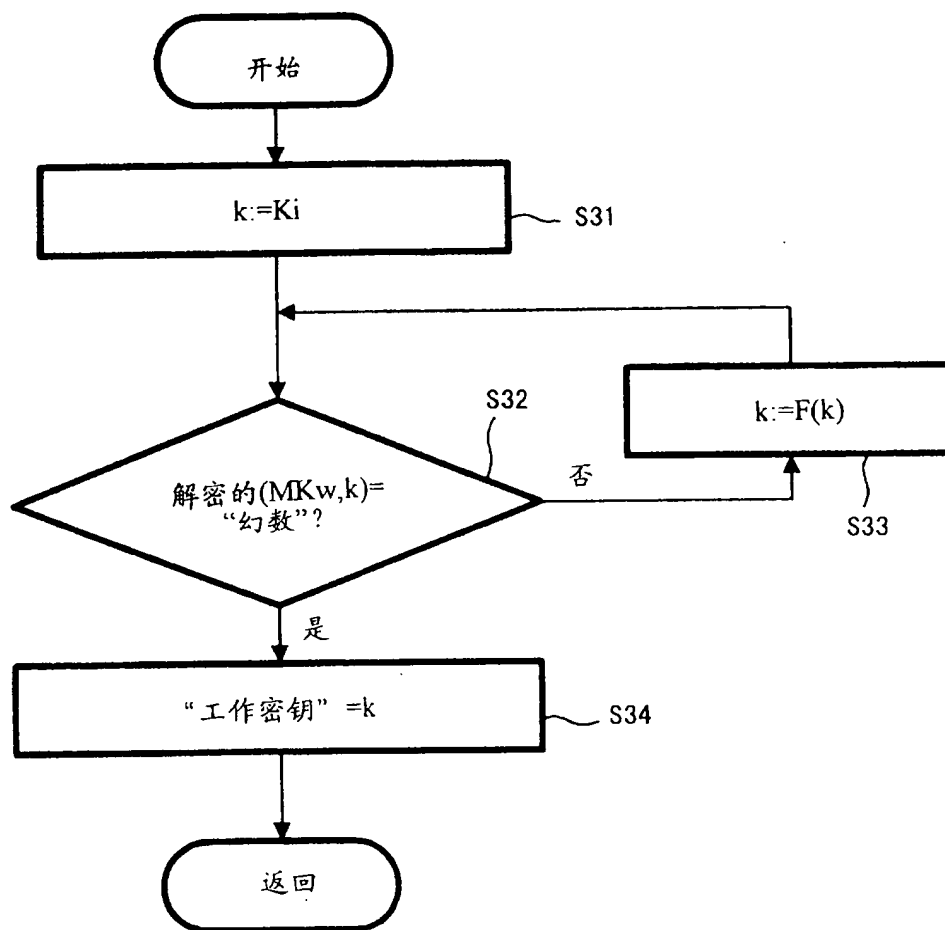 开始
k:=Ki
S31
S32
k:=F(k)
S33
解密的(MKw,k)=
“幻数”?
否
是
“工作密钥”=k
S34
返回